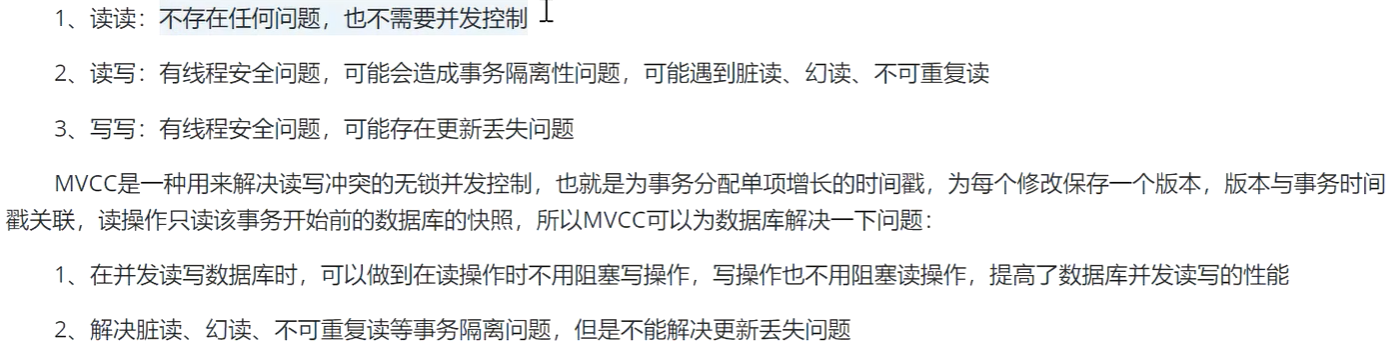 1、读读：不存在任何问题，也不需要并发控制
2、读写：有线程安全问题，可能会造成事务隔离性问题，可能遇到脏读、幻读、不可重复读
3、写写：有线程安全问题，可能存在更新丢失问题
MVCC是一种用来解决读写冲突的无锁并发控制，也就是为事务分配单项增长的时间戳，为每个修改保存一个版本，版本与事务时间
戳关联，读操作只读该事务开始前的数据库的快照，所以MVCC可以为数据库解决一下问题：
1、在并发读写数据库时，可以做到在读操作时不用阻塞写操作，写操作也不用阻塞读操作，提高了数据库并发读写的性能
2、解决脏读、幻读、不可重复读等事务隔离问题，但是不能解决更新丢失问题